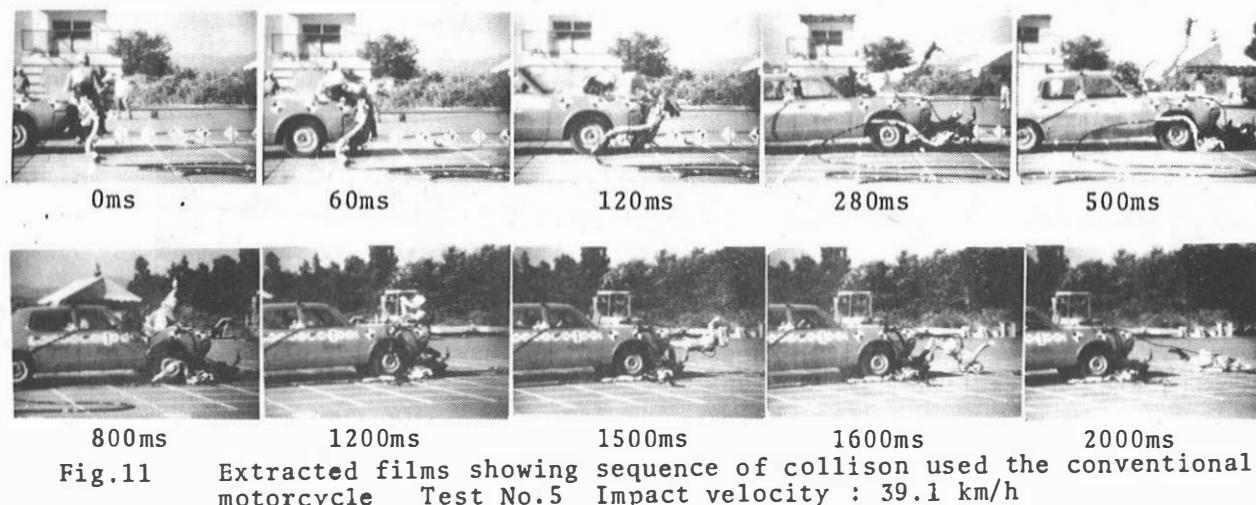 0ms 60ms 120ms 280ms 500ms
800ms 1200ms 1500ms 1600ms 2000ms
Fig.11 Extracted films showing sequence of collison used the conventional
motorcycle Test No.5 Impact velocity : 39.1 km/h